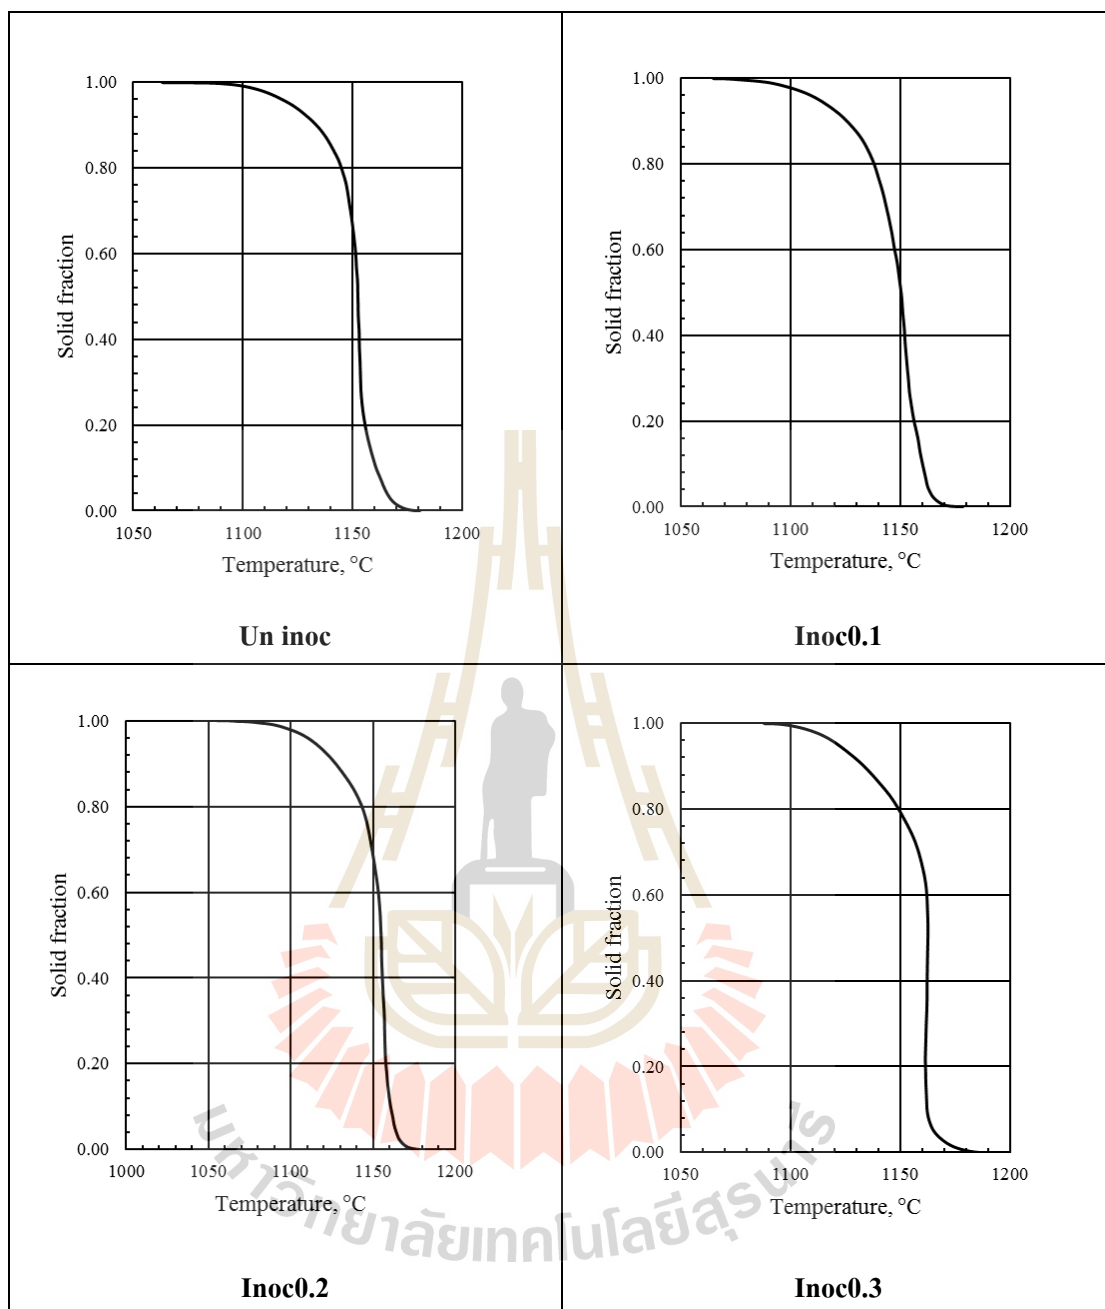 1.00
0.80
0.60
0.40
0.20
0.00
Solid fraction
1050 1100 1150 1200
Temperature, °C
Un inoc
1.00
0.80
0.60
0.40
0.20
0.00
Solid fraction
1050 1100 1150 1200
Temperature, °C
Inoc0.1
1.00
0.80
0.60
0.40
0.20
0.00
Solid fraction
1000 1050 1100 1150 1200
Temperature, °C
Inoc0.2
1.00
0.80
0.60
0.40
0.20
0.00
Solid fraction
1050 1100 1150 1200
Temperature, °C
Inoc0.3
มหาวิทยาลัยเทคโนโลยีสุรนารี